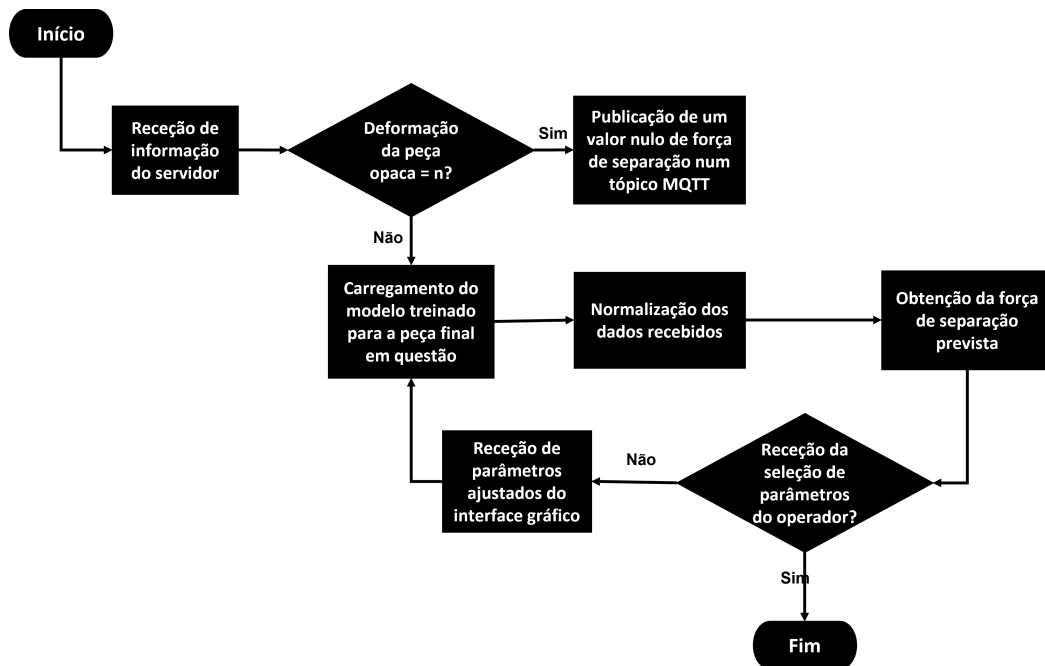 Início
Receção de
informação
do servidor
Deformação
da peça
opaca = n?
Sim
Publicação de um
valor nulo de força
de separação num
tópico MQTT
Não
Carregamento do
modelo treinado
para a peça final
em questão
Normalização dos
dados recebidos
Obtenção da força
de separação
prevista
Receção da
seleção de
parâmetros
do operador?
Não
Receção de
parâmetros
ajustados do
interface gráfico
Sim
Fim